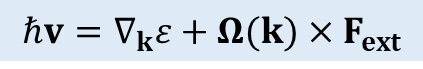 ℏ𝐯 = ∇𝐤ε + 𝛀(𝐤) × 𝐅𝐞𝐱𝐭